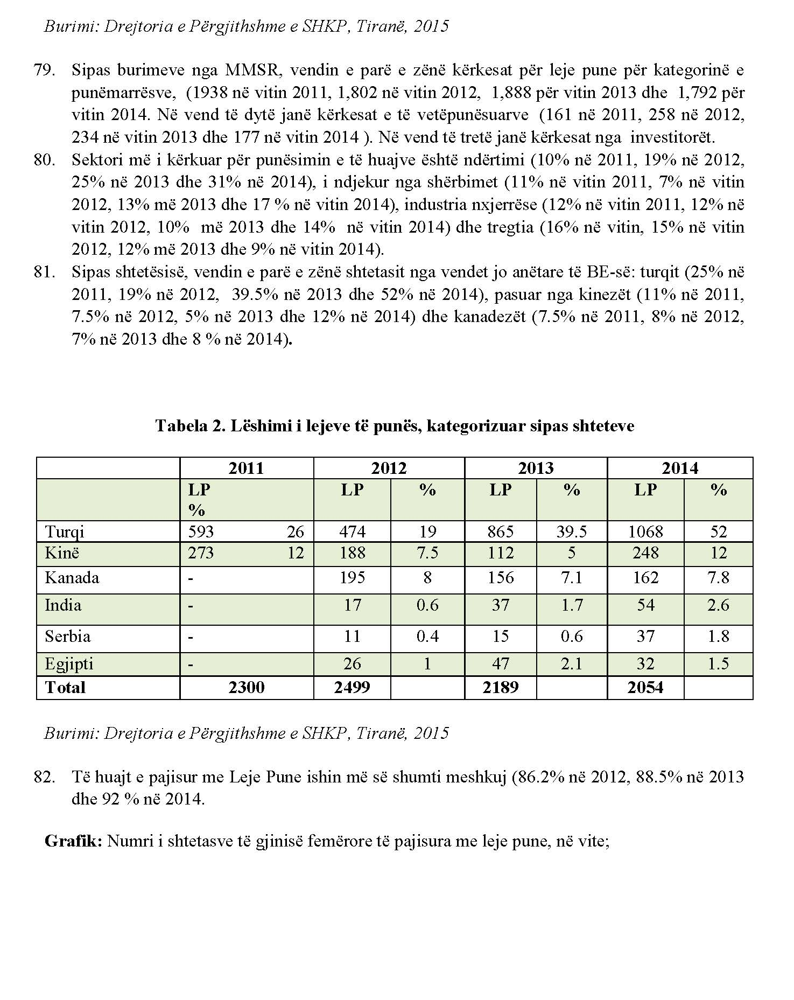 Burimi: Drejtoria e Përgjithshme e SHKP, Tiranë, 2015
79. Sipas burimeve nga MMSR, vendin e parë e zënë kërkesat për leje pune për kategorinë e
punëmarrësve, (1938 në vitin 2011, 1,802 në vitin 2012, 1,888 për vitin 2013 dhe 1,792 për
vitin 2014. Në vend të dytë janë kërkesat e të vetëpunësuarve (161 në 2011, 258 në 2012,
234 në vitin 2013 dhe 177 në vitin 2014 ). Në vend të tretë janë kërkesat nga investitorët.
80. Sektori më i kërkuar për punësimin e të huajve është ndërtimi (10% në 2011, 19% në 2012,
25% në 2013 dhe 31% në 2014), i ndjekur nga shërbimet (11% në vitin 2011, 7% në vitin
2012, 13% më 2013 dhe 17 % në vitin 2014), industria nxjerrëse (12% në vitin 2011, 12% në
vitin 2012, 10% më 2013 dhe 14% në vitin 2014) dhe tregtia (16% në vitin, 15% në vitin
2012, 12% më 2013 dhe 9% në vitin 2014).
81. Sipas shtetësisë, vendin e parë e zënë shtetasit nga vendet jo anëtare të BE-së: turqit (25% në
2011, 19% në 2012, 39.5% në 2013 dhe 52% në 2014), pasuar nga kinezët (11% në 2011,
7.5% në 2012, 5% në 2013 dhe 12% në 2014) dhe kanadezët (7.5% në 2011, 8% në 2012,
7% në 2013 dhe 8 % në 2014).
Tabela 2. Lëshimi i lejeve të punës, kategorizuar sipas shteteve
2011 2012 2013 2014
LP LP % LP % LP %
%
Turqi 593 26 474 19 865 39.5 1068 52
Kinë 273 12 188 7.5 112 5 248 12
Kanada - 195 8 156 7.1 162 7.8
India - 17 0.6 37 1.7 54 2.6
Serbia - 11 0.4 15 0.6 37 1.8
Egjipti - 26 1 47 2.1 32 1.5
Total 2300 2499 2189 2054
Burimi: Drejtoria e Përgjithshme e SHKP, Tiranë, 2015
82. Të huajt e pajisur me Leje Pune ishin më së shumti meshkuj (86.2% në 2012, 88.5% në 2013
dhe 92 % në 2014.
Grafik: Numri i shtetasve të gjinisë femërore të pajisura me leje pune, në vite;